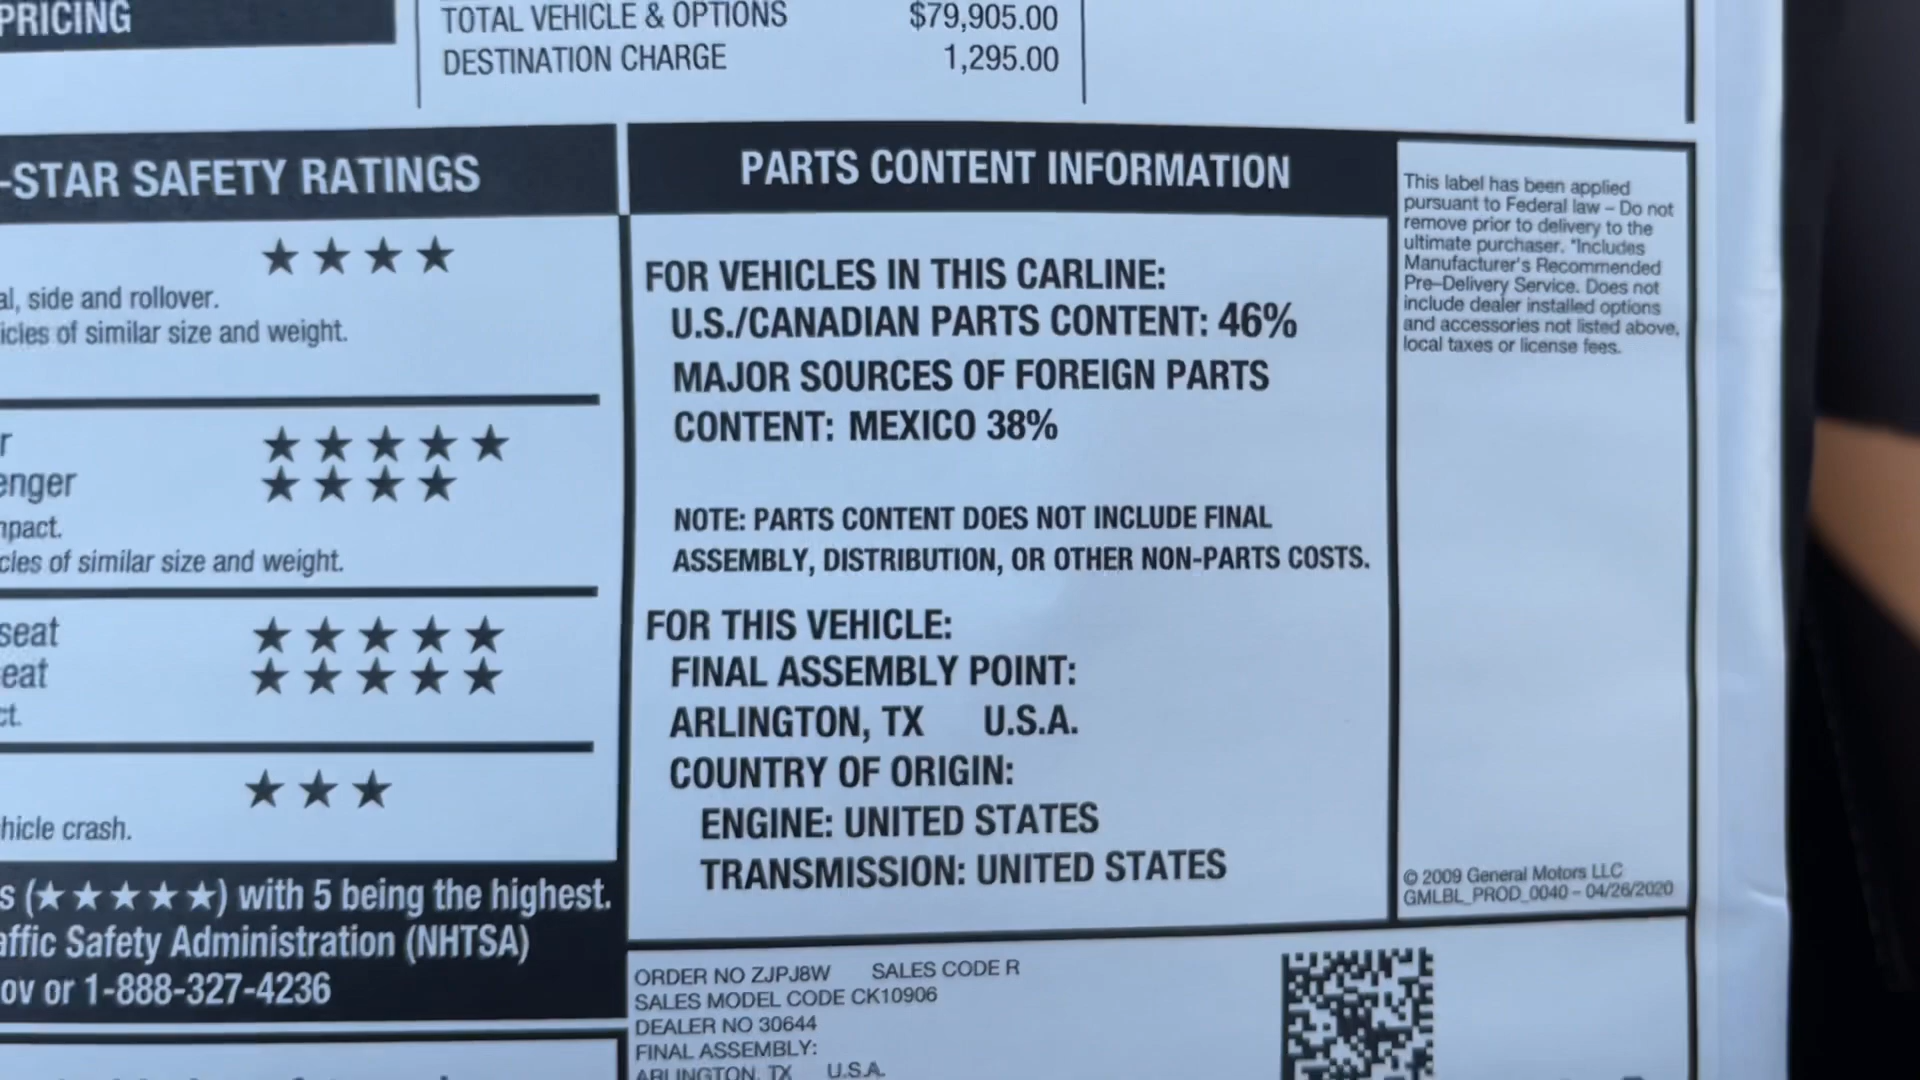 PRICING
TOTAL VEHICLE & OPTIONS $79,905.00
DESTINATION CHARGE 1,295.00
-STAR SAFETY RATINGS
★★★★
al, side and rollover.
icles of similar size and weight.
r ★★★★★
enger ★★★★
mpact.
cles of similar size and weight.
seat ★★★★★
eat ★★★★★
ct.
★★★
hicle crash.
s (★★★★★) with 5 being the highest.
affic Safety Administration (NHTSA)
ov or 1-888-327-4236
PARTS CONTENT INFORMATION
FOR VEHICLES IN THIS CARLINE:
U.S./CANADIAN PARTS CONTENT: 46%
MAJOR SOURCES OF FOREIGN PARTS
CONTENT: MEXICO 38%
NOTE: PARTS CONTENT DOES NOT INCLUDE FINAL
ASSEMBLY, DISTRIBUTION, OR OTHER NON-PARTS COSTS.
FOR THIS VEHICLE:
FINAL ASSEMBLY POINT:
ARLINGTON, TX U.S.A.
COUNTRY OF ORIGIN:
ENGINE: UNITED STATES
TRANSMISSION: UNITED STATES
This label has been applied
pursuant to Federal law – Do not
remove prior to delivery to the
ultimate purchaser. *Includes
Manufacturer's Recommended
Pre-Delivery Service. Does not
include dealer installed options
and accessories not listed above,
local taxes or license fees.
© 2009 General Motors LLC
GMLBL_PROD_0040 - 04/26/2020
ORDER NO ZJPJ8W SALES CODE R
SALES MODEL CODE CK10906
DEALER NO 30644
FINAL ASSEMBLY:
ARLINGTON, TX U.S.A.